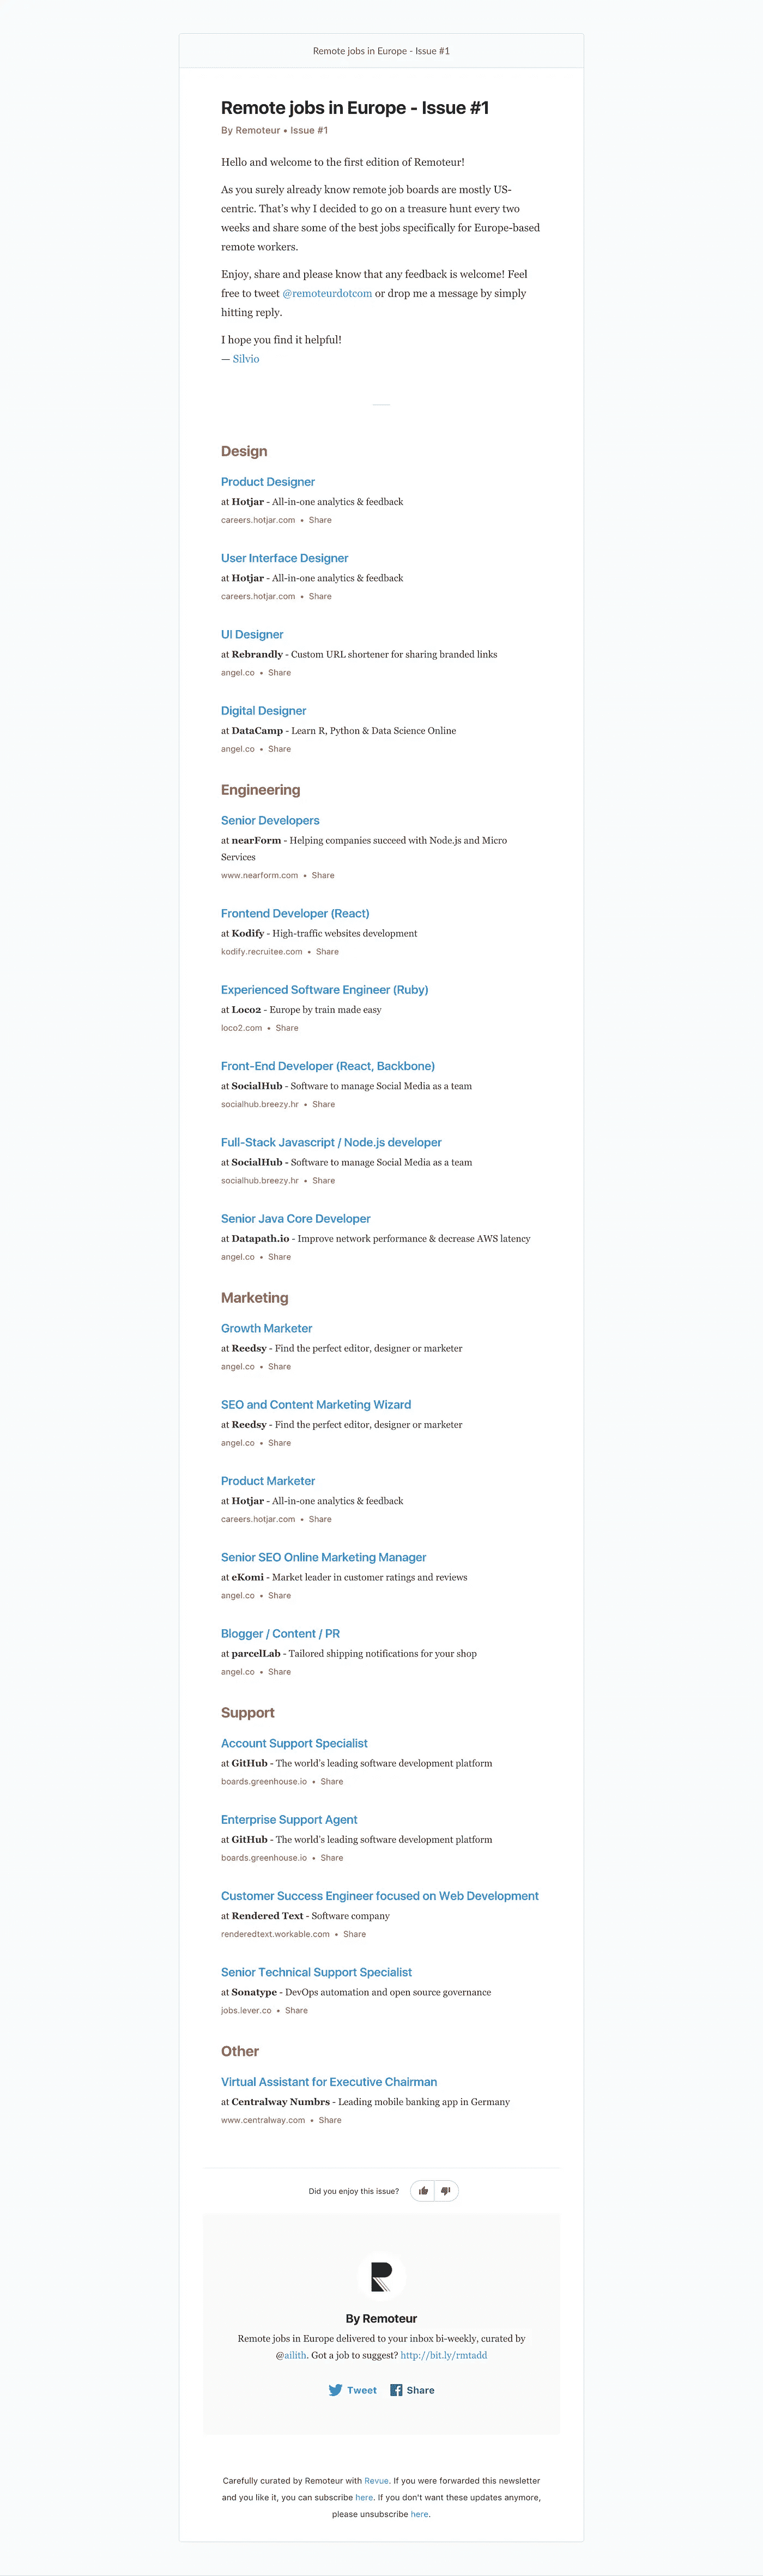 Remote jobs in Europe - Issue #1
Remote jobs in Europe - Issue #1
By Remoteur • Issue #1
Hello and welcome to the first edition of Remoteur!
As you surely already know remote job boards are mostly US-
centric. That's why I decided to go on a treasure hunt every two
weeks and share some of the best jobs specifically for Europe-based
remote workers.
Enjoy, share and please know that any feedback is welcome! Feel
free to tweet @remoteurdotcom or drop me a message by simply
hitting reply.
I hope you find it helpful!
— Silvio
Design
Product Designer
at Hotjar - All-in-one analytics & feedback
careers.hotjar.com • Share
User Interface Designer
at Hotjar - All-in-one analytics & feedback
careers.hotjar.com • Share
UI Designer
at Rebrandly - Custom URL shortener for sharing branded links
angel.co • Share
Digital Designer
at DataCamp - Learn R, Python & Data Science Online
angel.co • Share
Engineering
Senior Developers
at nearForm - Helping companies succeed with Node.js and Micro
Services
www.nearform.com • Share
Frontend Developer (React)
at Kodify - High-traffic websites development
kodify.recruitee.com • Share
Experienced Software Engineer (Ruby)
at Loco2 - Europe by train made easy
loco2.com • Share
Front-End Developer (React, Backbone)
at SocialHub - Software to manage Social Media as a team
socialhub.breezy.hr • Share
Full-Stack Javascript / Node.js developer
at SocialHub - Software to manage Social Media as a team
socialhub.breezy.hr • Share
Senior Java Core Developer
at Datapath.io - Improve network performance & decrease AWS latency
angel.co • Share
Marketing
Growth Marketer
at Reedsy - Find the perfect editor, designer or marketer
angel.co • Share
SEO and Content Marketing Wizard
at Reedsy - Find the perfect editor, designer or marketer
angel.co • Share
Product Marketer
at Hotjar - All-in-one analytics & feedback
careers.hotjar.com • Share
Senior SEO Online Marketing Manager
at eKomi - Market leader in customer ratings and reviews
angel.co • Share
Blogger / Content / PR
at parcelLab - Tailored shipping notifications for your shop
angel.co • Share
Support
Account Support Specialist
at GitHub - The world's leading software development platform
boards.greenhouse.io • Share
Enterprise Support Agent
at GitHub - The world's leading software development platform
boards.greenhouse.io • Share
Customer Success Engineer focused on Web Development
at Rendered Text - Software company
renderedtext.workable.com • Share
Senior Technical Support Specialist
at Sonatype - DevOps automation and open source governance
jobs.lever.co • Share
Other
Virtual Assistant for Executive Chairman
at Centralway Numbrs - Leading mobile banking app in Germany
www.centralway.com • Share
Did you enjoy this issue?
R
By Remoteur
Remote jobs in Europe delivered to your inbox bi-weekly, curated by
@ailith. Got a job to suggest? http://bit.ly/rmtadd
Tweet Share
Carefully curated by Remoteur with Revue. If you were forwarded this newsletter
and you like it, you can subscribe here. If you don't want these updates anymore,
please unsubscribe here.